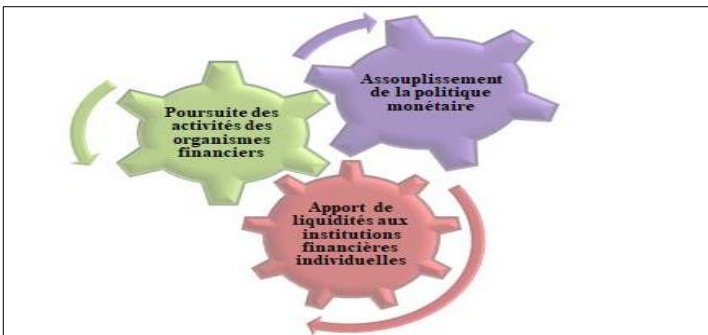 Assouplissement
de la politique
monétaire
Poursuite des
activités des
organismes
financiers
Apport de
liquidités aux
institutions
financières
individuelles